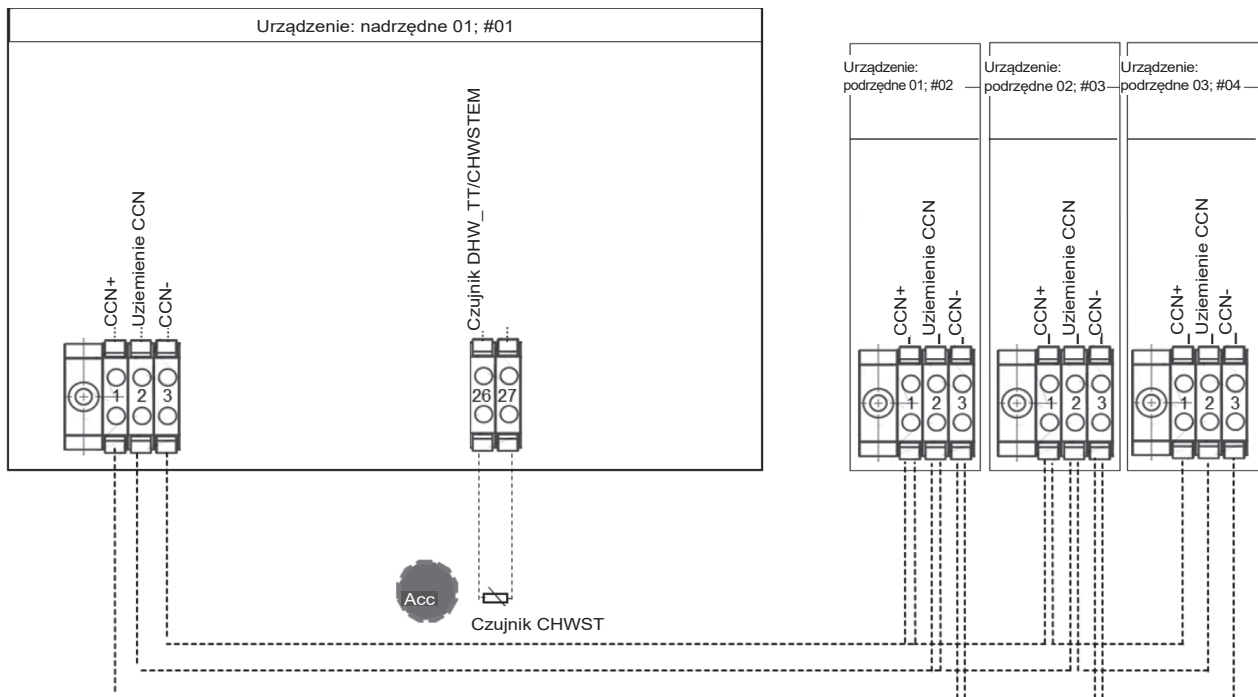 Urządzenie: nadrzędne 01; #01
Urządzenie:
podrzędne 01; #02
Urządzenie:
podrzędne 02; #03
Urządzenie:
podrzędne 03; #04
CCN+
Uziemienie CCN
CCN-
Czujnik DHW_TT/CHWSTEM
CCN+
Uziemienie CCN
CCN-
CCN+
Uziemienie CCN
CCN-
CCN+
Uziemienie CCN
CCN-
1 2 3
26 27
1 2 3
1 2 3
1 2 3
Acc
Czujnik CHWST